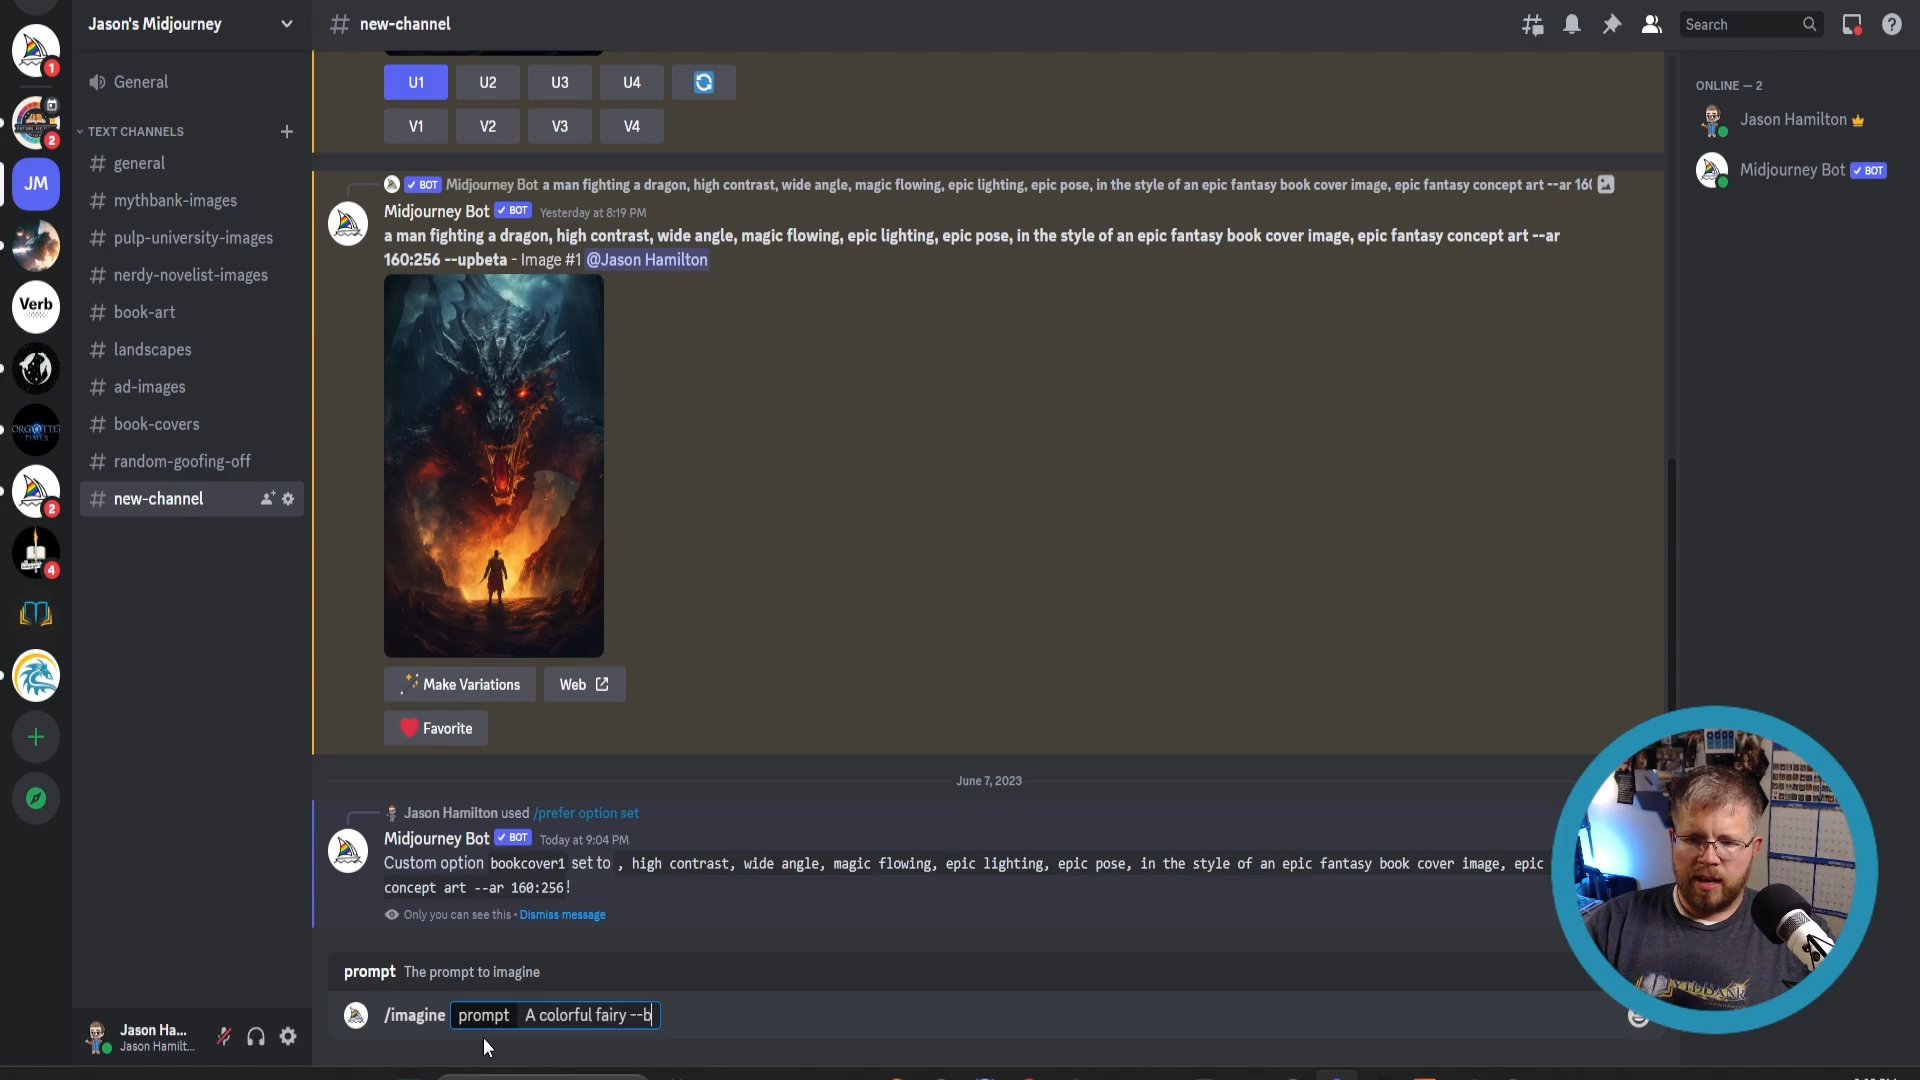 Jason's Midjourney
new-channel
Search
1
General
TEXT CHANNELS
general
mythbank-images
pulp-university-images
nerdy-novelist-images
book-art
landscapes
ad-images
book-covers
random-goofing-off
new-channel
2
JM
Verb
2
4
U1 U2 U3 U4
V1 V2 V3 V4
BOT Midjourney Bot a man fighting a dragon, high contrast, wide angle, magic flowing, epic lighting, epic pose, in the style of an epic fantasy book cover image, epic fantasy concept art --ar 16(
Midjourney Bot BOT Yesterday at 8:19 PM
a man fighting a dragon, high contrast, wide angle, magic flowing, epic lighting, epic pose, in the style of an epic fantasy book cover image, epic fantasy concept art --ar
160:256 --upbeta - Image #1 @Jason Hamilton
Make Variations Web
Favorite
June 7, 2023
Jason Hamilton used /prefer option set
Midjourney Bot BOT Today at 9:04 PM
Custom option bookcover1 set to , high contrast, wide angle, magic flowing, epic lighting, epic pose, in the style of an epic fantasy book cover image, epic
concept art --ar 160:256!
Only you can see this • Dismiss message
prompt The prompt to imagine
/imagine prompt A colorful fairy --b
ONLINE — 2
Jason Hamilton
Midjourney Bot BOT
Jason Ha...
Jason Hamilt...